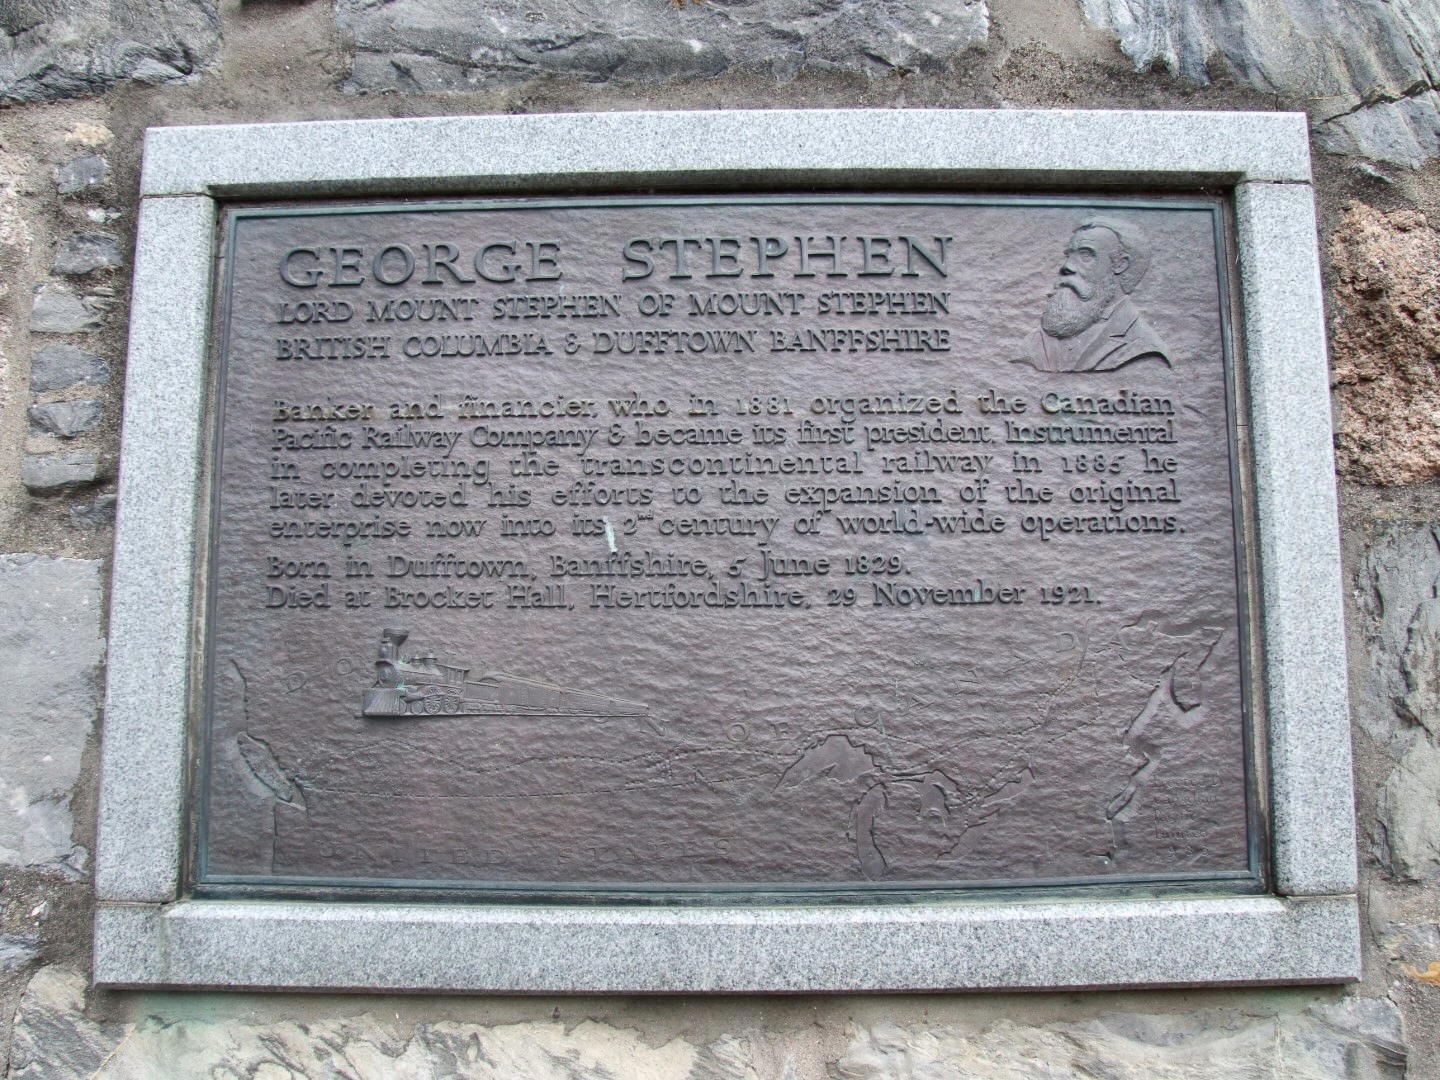 GEORGE STEPHEN
LORD MOUNT STEPHEN OF MOUNT STEPHEN
BRITISH COLUMBIA & DUFFTOWN BANFFSHIRE
Banker and financier, who in 1881 organized the Canadian
Pacific Railway Company & became its first president. Instrumental
in completing the transcontinental railway in 1885 he
later devoted his efforts to the expansion of the original
enterprise now into its 2nd century of world-wide operations.
Born in Dufftown, Banffshire, 5 June 1829.
Died at Brocket Hall, Hertfordshire, 29 November 1921.
DO N OF CANADA
UNITED STATES